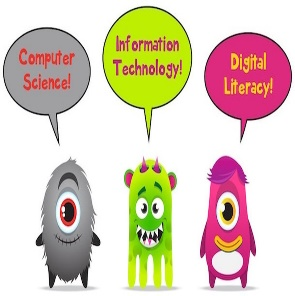 Computer
Science!
Information
Technology!
Digital
Literacy!